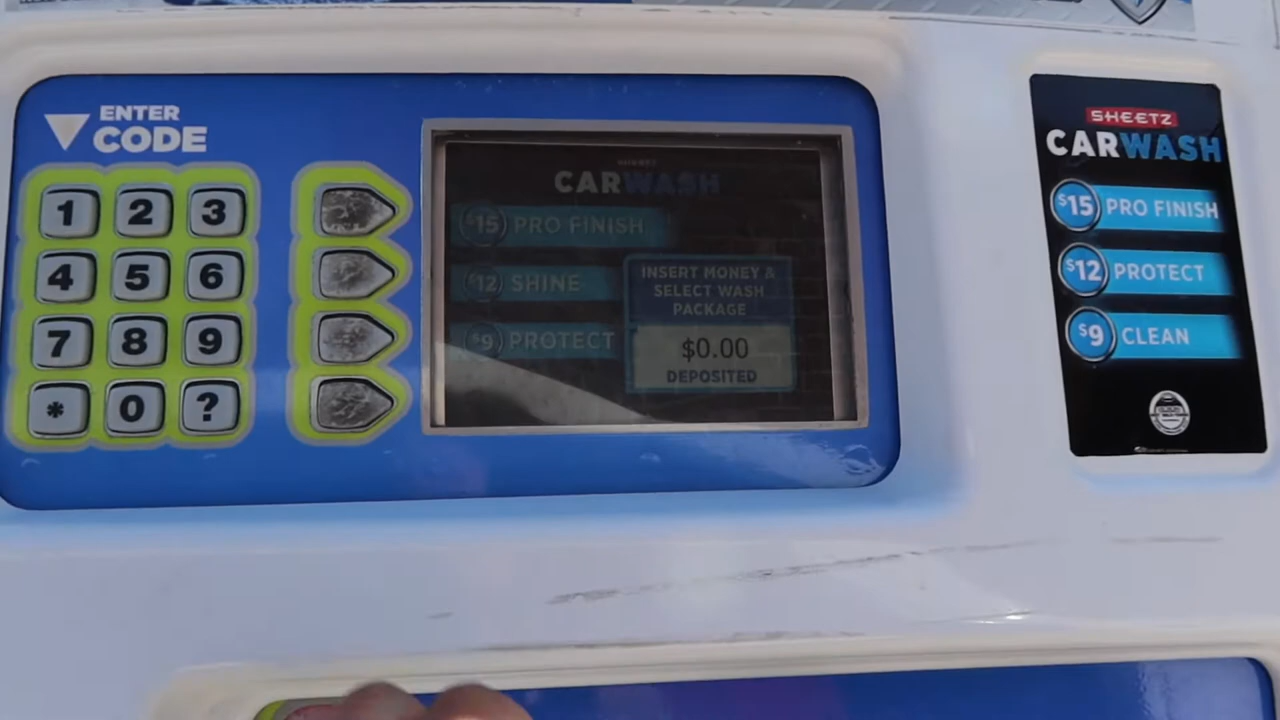 ENTER
CODE
1 2 3
4 5 6
7 8 9
* 0 ?
SHEETZ
CARWASH
$15 PRO FINISH
$12 SHINE
$9 PROTECT
INSERT MONEY &
SELECT WASH
PACKAGE
$0.00
DEPOSITED
SHEETZ
CARWASH
$15 PRO FINISH
$12 PROTECT
$9 CLEAN